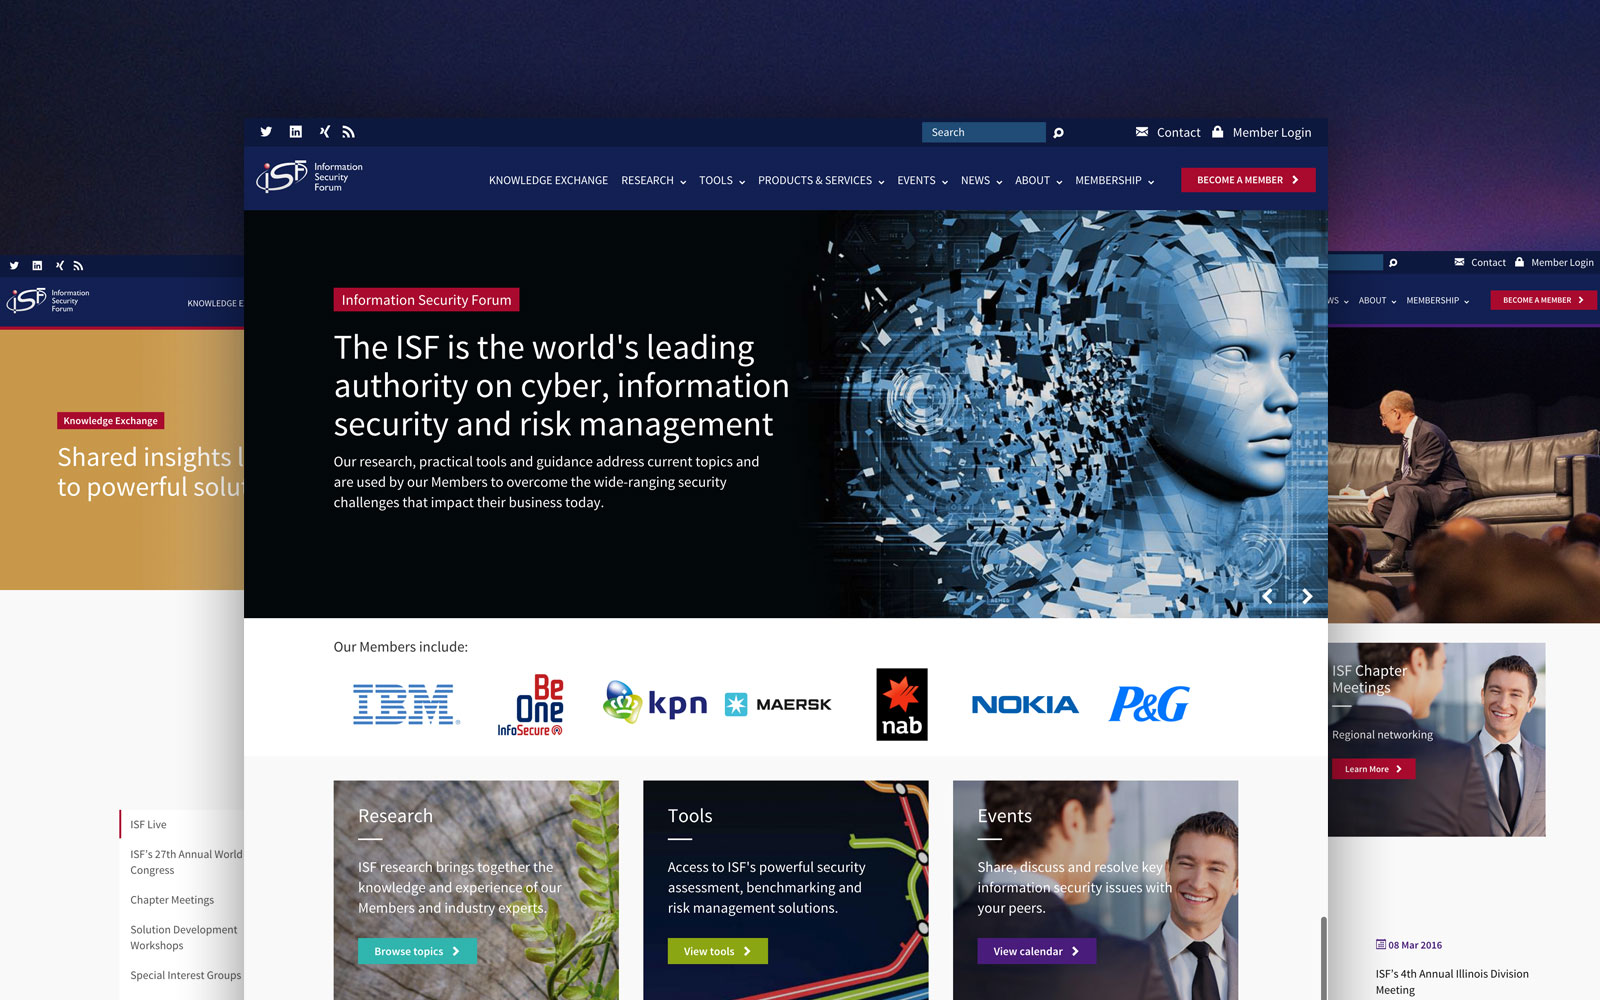 Search
Contact
Member Login
iSF Information
Security
Forum
KNOWLEDGE EXCHANGE
RESEARCH
TOOLS
PRODUCTS & SERVICES
EVENTS
NEWS
ABOUT
MEMBERSHIP
BECOME A MEMBER
Information Security Forum
The ISF is the world's leading
authority on cyber, information
security and risk management
Our research, practical tools and guidance address current topics and
are used by our Members to overcome the wide-ranging security
challenges that impact their business today.
Our Members include:
IBM
Be
One
InfoSecure
kpn
MAERSK
nab
NOKIA
P&G
Research
ISF research brings together the
knowledge and experience of our
Members and industry experts.
Browse topics
Tools
Access to ISF's powerful security
assessment, benchmarking and
risk management solutions.
View tools
Events
Share, discuss and resolve key
information security issues with
your peers.
View calendar
iSF Information
Security
Forum
KNOWLEDGE E
Knowledge Exchange
Shared insights l
to powerful solut
ISF Live
ISF's 27th Annual World
Congress
Chapter Meetings
Solution Development
Workshops
Special Interest Groups
Contact
Member Login
WS
ABOUT
MEMBERSHIP
BECOME A MEMBER
ISF Chapter
Meetings
Regional networking
Learn More
08 Mar 2016
ISF's 4th Annual Illinois Division
Meeting